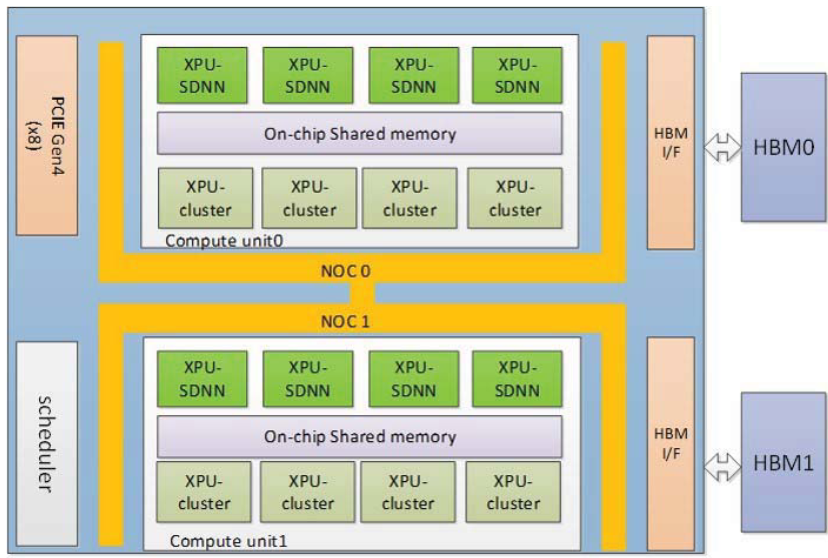 PCIE Gen4
(x8)
XPU-
SDNN
XPU-
SDNN
XPU-
SDNN
XPU-
SDNN
On-chip Shared memory
XPU-
cluster
XPU-
cluster
XPU-
cluster
XPU-
cluster
Compute unit0
HBM
I/F
HBM0
NOC 0
NOC 1
scheduler
XPU-
SDNN
XPU-
SDNN
XPU-
SDNN
XPU-
SDNN
On-chip Shared memory
XPU-
cluster
XPU-
cluster
XPU-
cluster
XPU-
cluster
Compute unit1
HBM
I/F
HBM1